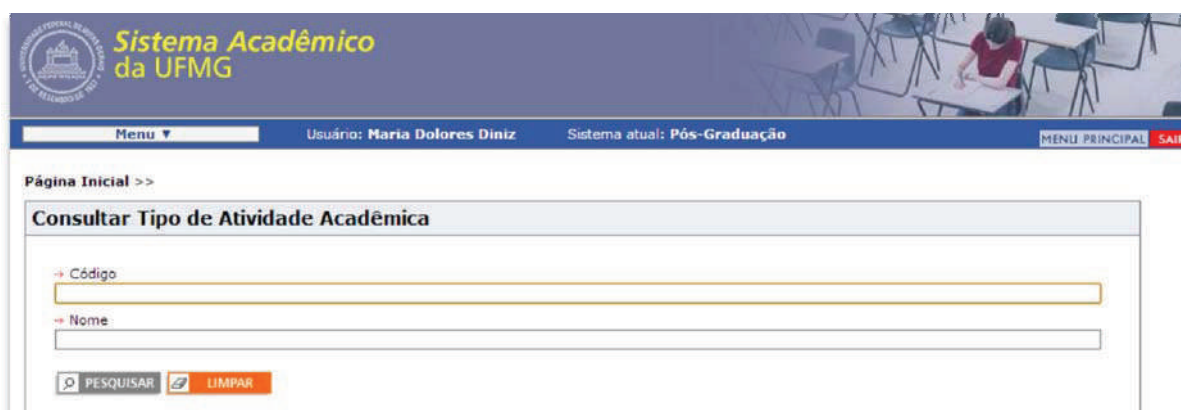 Sistema Acadêmico
da UFMG
Menu ▼ Usuário: Maria Dolores Diniz Sistema atual: Pós-Graduação MENU PRINCIPAL SAIR
Página Inicial >>
Consultar Tipo de Atividade Acadêmica
→ Código
→ Nome
PESQUISAR LIMPAR